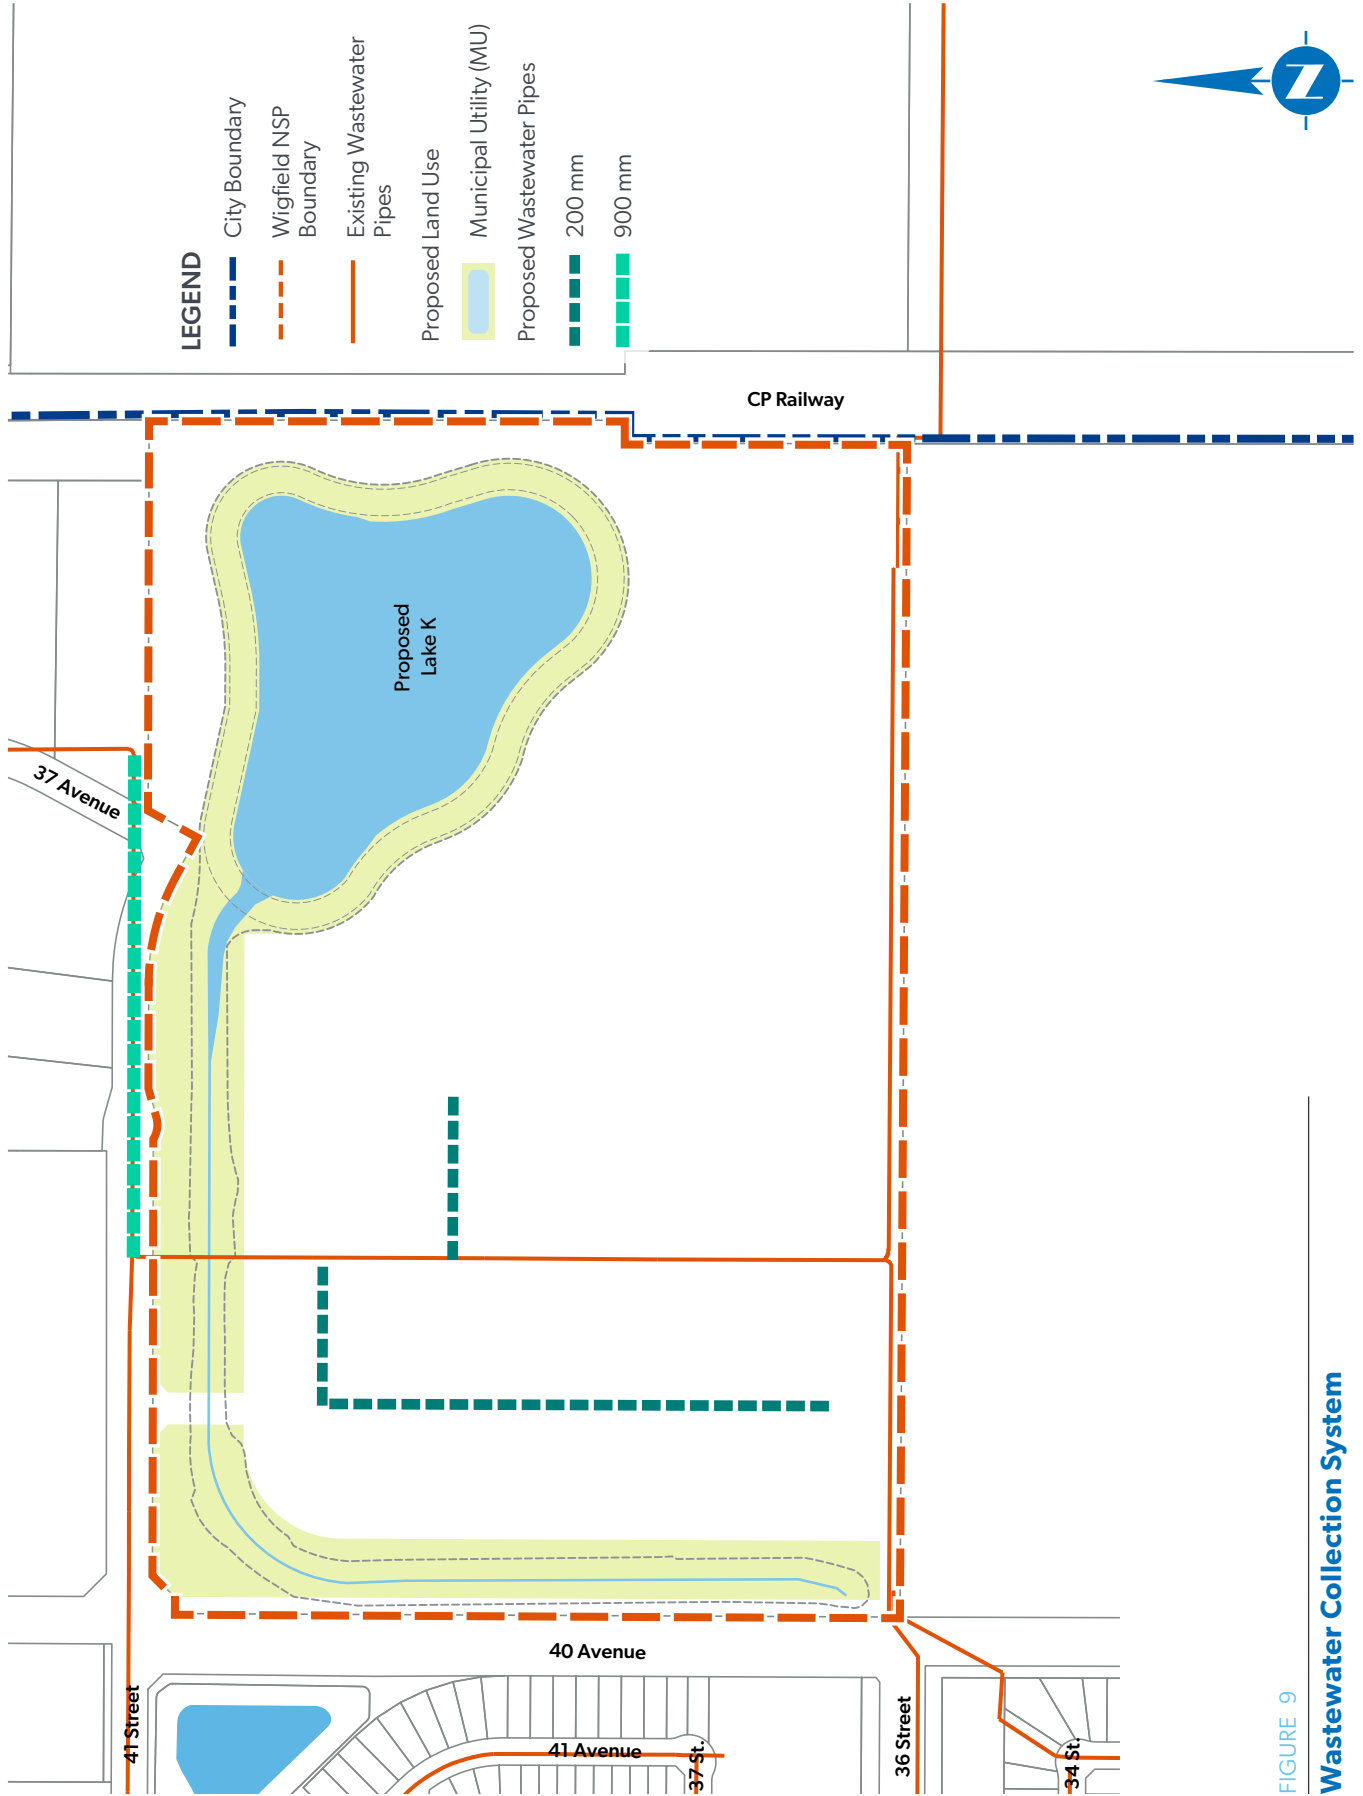 LEGEND
City Boundary
Wigfield NSP
Boundary
Existing Wastewater
Pipes
Proposed Land Use
Municipal Utility (MU)
Proposed Wastewater Pipes
200 mm
900 mm
N
CP Railway
Proposed
Lake K
37 Avenue
40 Avenue
41 Street
41 Avenue
37 St.
36 Street
34 St.
FIGURE 9
Wastewater Collection System